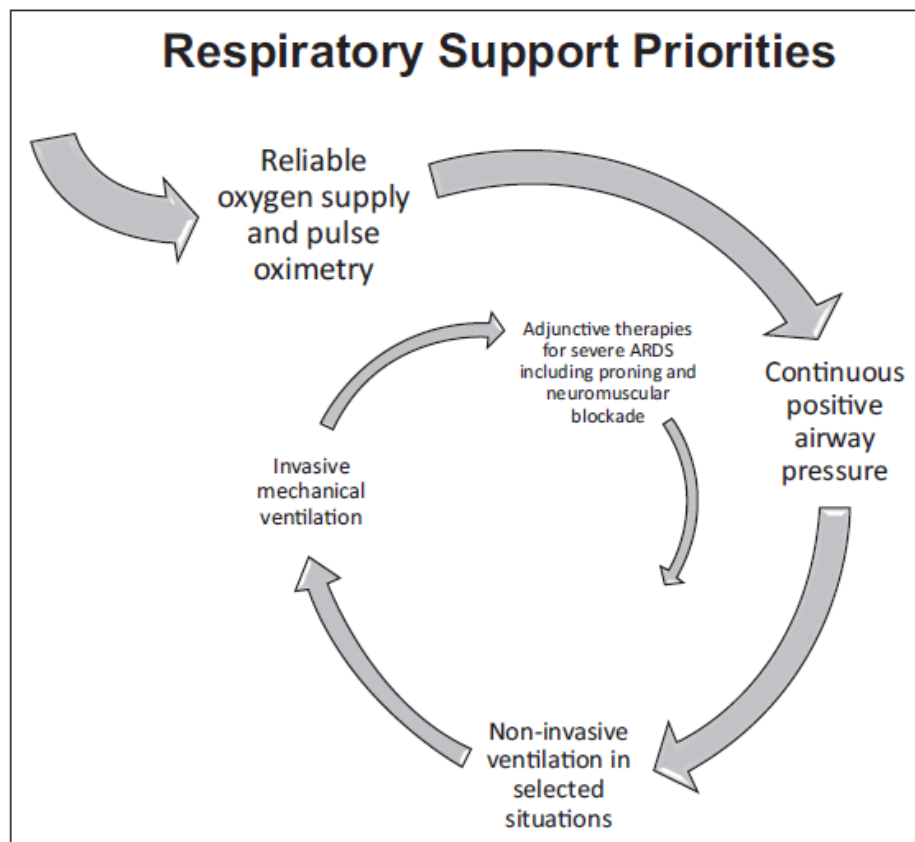 Respiratory Support Priorities
Reliable
oxygen supply
and pulse
oximetry
Continuous
positive
airway
pressure
Non-invasive
ventilation in
selected
situations
Invasive
mechanical
ventilation
Adjunctive therapies
for severe ARDS
including proning and
neuromuscular
blockade